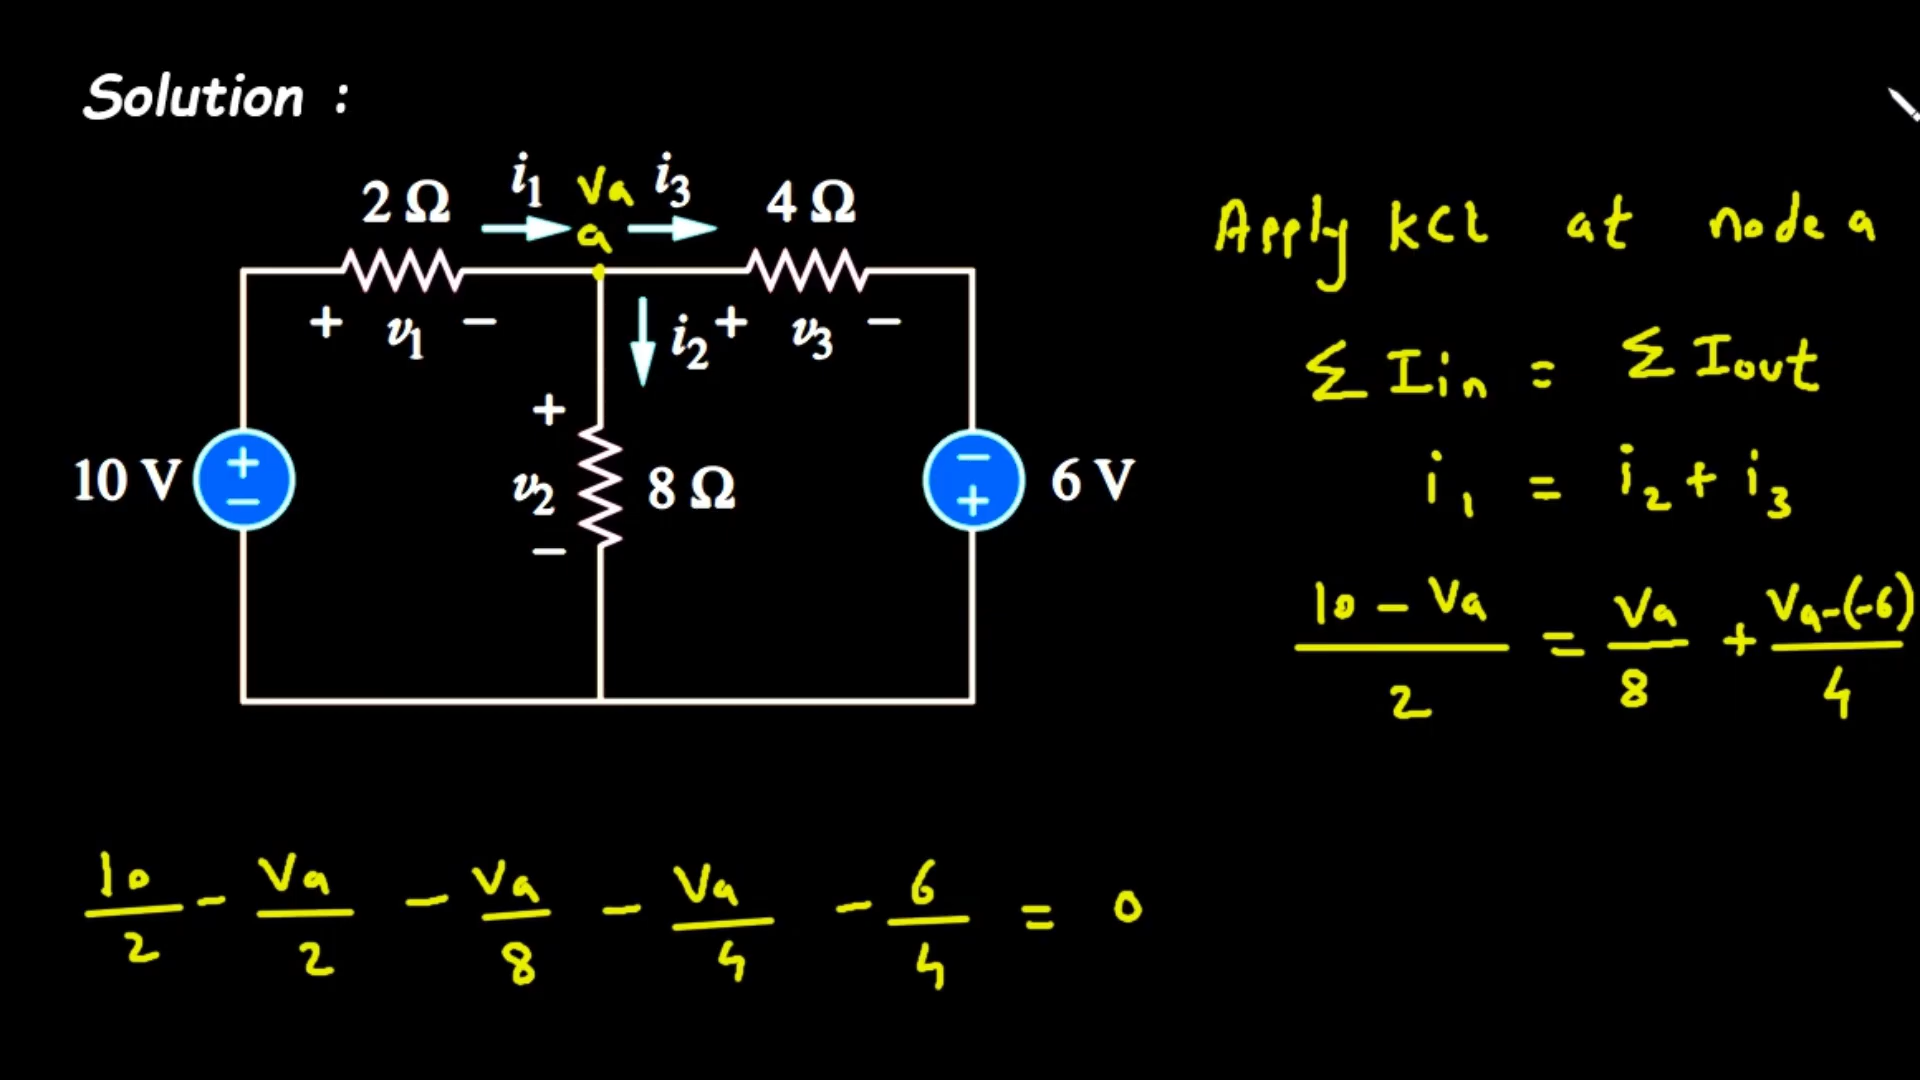 Solution :
2 Ω i1 Va i3 4 Ω
a
+ v1 − i2 + v3 −
+
10 V + − v2 8 Ω − + 6 V
−
Apply KCL at node a
Σ Iin = Σ Iout
i1 = i2 + i3
10 - Va / 2 = Va / 8 + Va-(-6) / 4
10/2 - Va/2 - Va/8 - Va/4 - 6/4 = 0